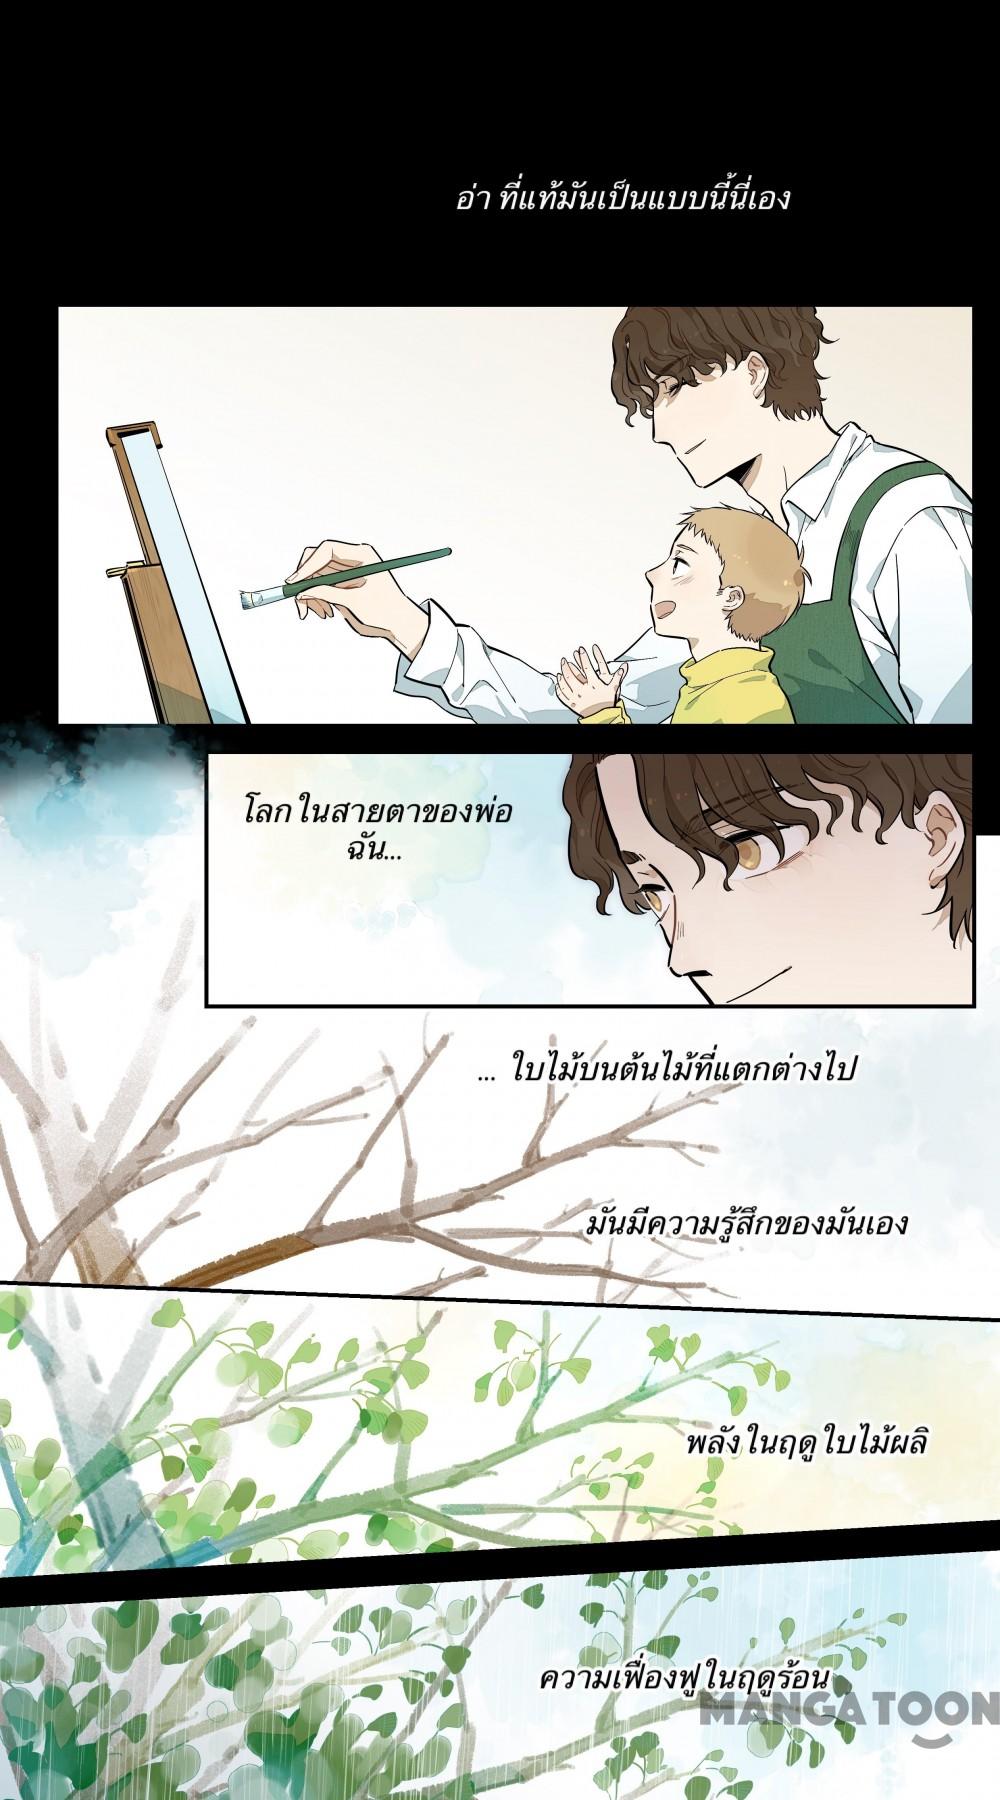 อ่า ที่แท้มันเป็นแบบนี้นี่เอง
โลกในสายตาของพ่อ
ฉัน...
... ใบไม้บนต้นไม้ที่แตกต่างไป
มันมีความรู้สึกของมันเอง
พลังในฤดูใบไม้ผลิ
ความเฟื่องฟูในฤดูร้อน
MANGATOON